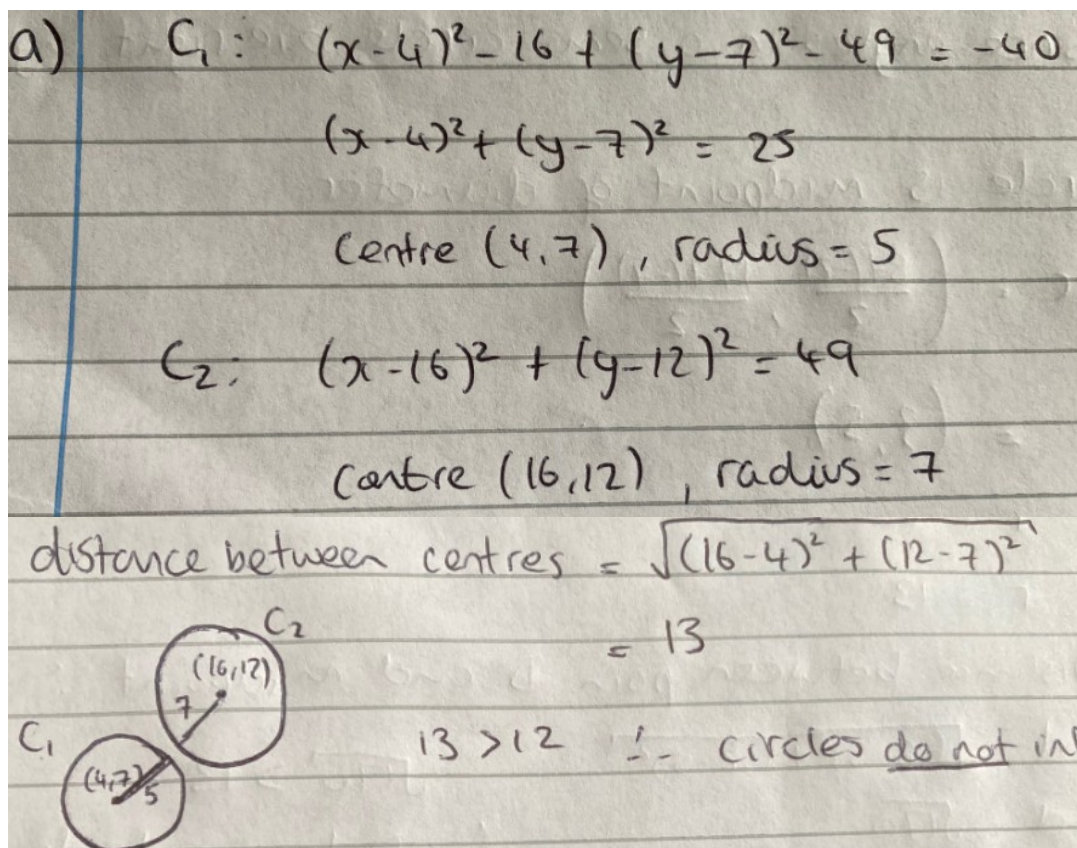 a) C₁: (x-4)² - 16 + (y-7)² - 49 = -40
(x-4)² + (y-7)² = 25
centre (4,7), radius = 5
C₂: (x-16)² + (y-12)² = 49
centre (16,12), radius = 7
distance between centres = √((16-4)² + (12-7)²)
= 13
C₂
(16,12)
7
C₁
(4,7)
5
13 > 12 ∴ circles do not in